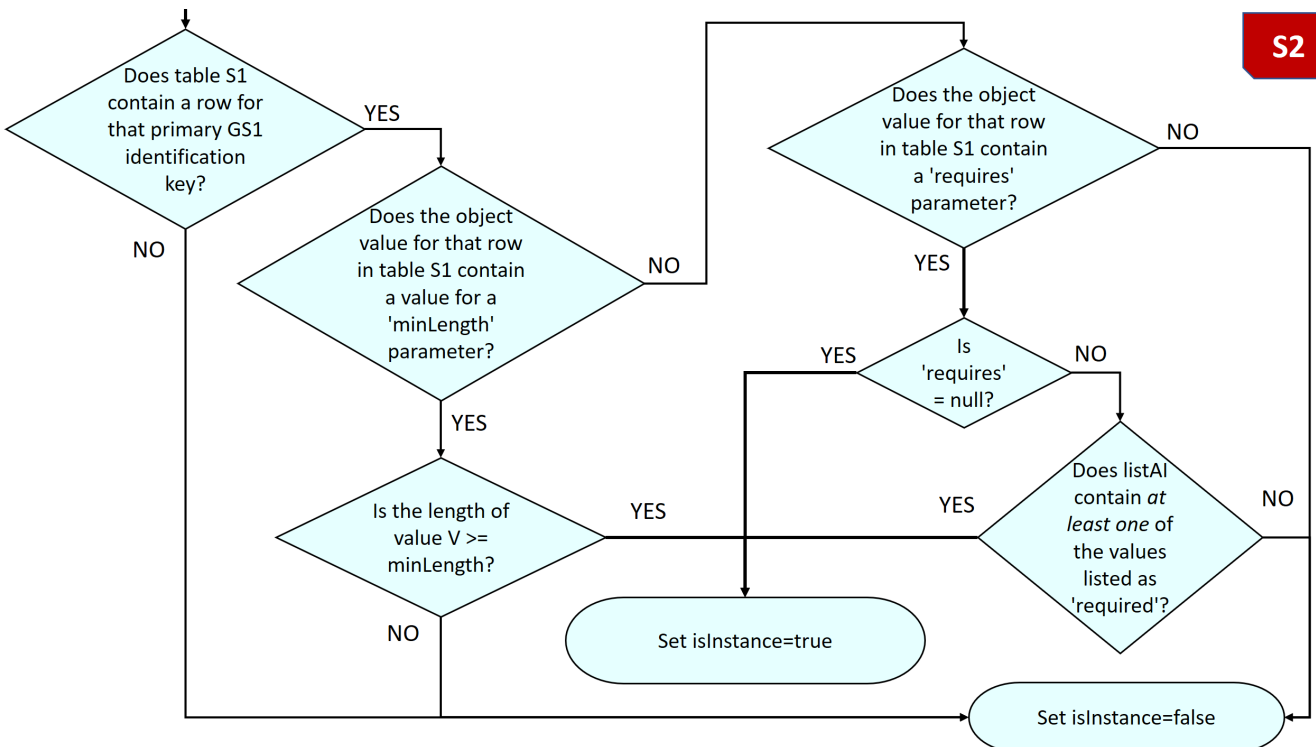 S2
Does table S1
contain a row for
that primary GS1
identification
key?
YES
NO
Does the object
value for that row
in table S1 contain
a value for a
'minLength'
parameter?
NO
YES
Is the length of
value V >=
minLength?
YES
NO
Does the object
value for that row
in table S1 contain
a 'requires'
parameter?
NO
YES
Is
'requires'
= null?
YES
NO
Does listAI
contain at
least one of
the values
listed as
'required'?
YES
NO
Set isInstance=true
Set isInstance=false